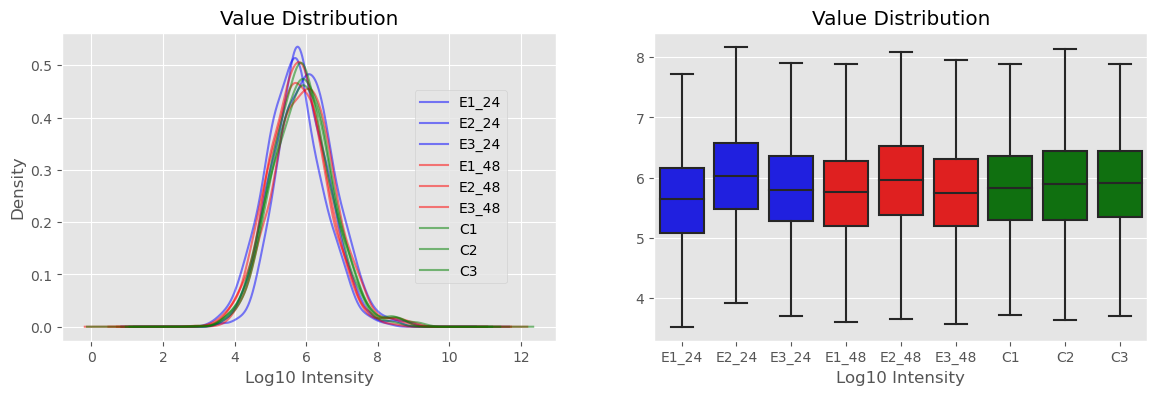 Value Distribution
Density
0.5
0.4
0.3
0.2
0.1
0.0
0 2 4 6 8 10 12
Log10 Intensity
E1_24
E2_24
E3_24
E1_48
E2_48
E3_48
C1
C2
C3
Value Distribution
8
7
6
5
4
E1_24 E2_24 E3_24 E1_48 E2_48 E3_48 C1 C2 C3
Log10 Intensity